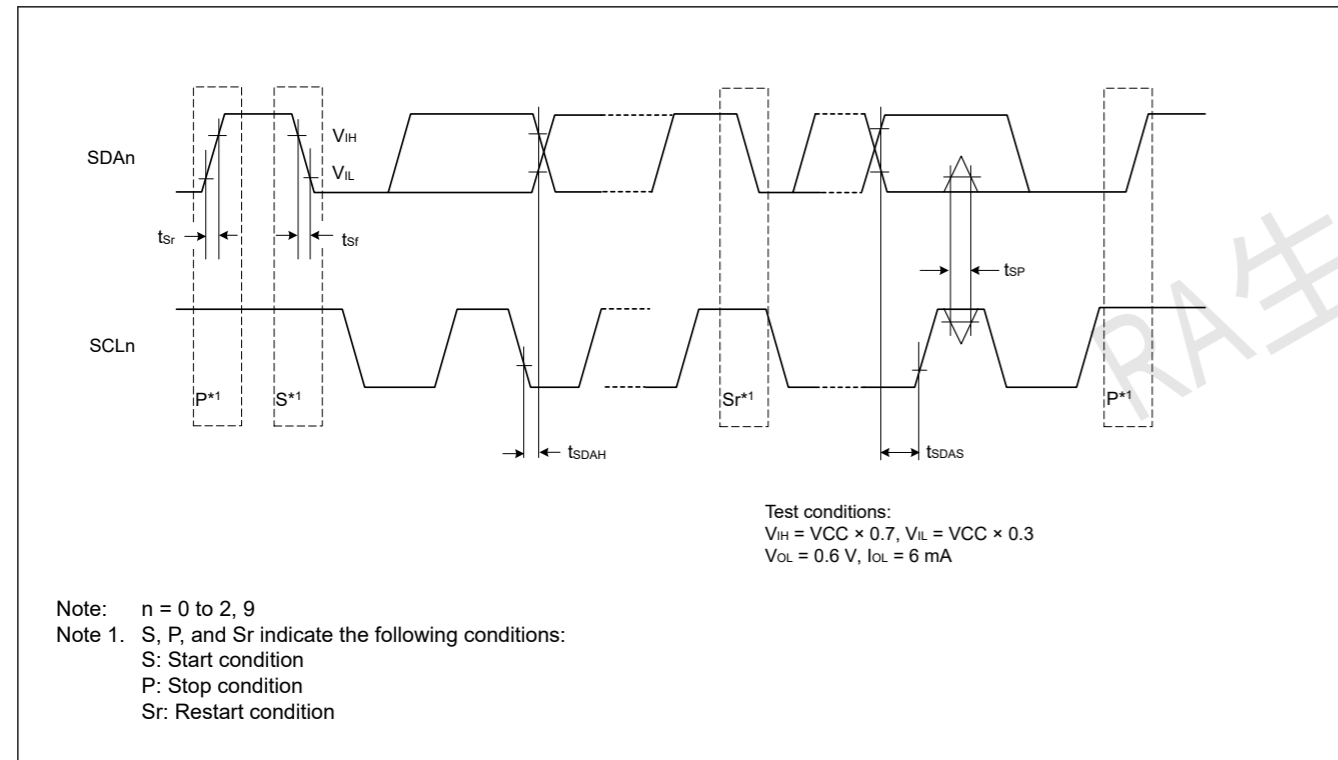 SDAn
VIH
VIL
tSr
tSf
tSP
SCLn
P*1
S*1
Sr*1
P*1
tSDAH
tSDAS
Test conditions:
VIH = VCC × 0.7, VIL = VCC × 0.3
VOL = 0.6 V, IOL = 6 mA
Note: n = 0 to 2, 9
Note 1. S, P, and Sr indicate the following conditions:
S: Start condition
P: Stop condition
Sr: Restart condition
RA生